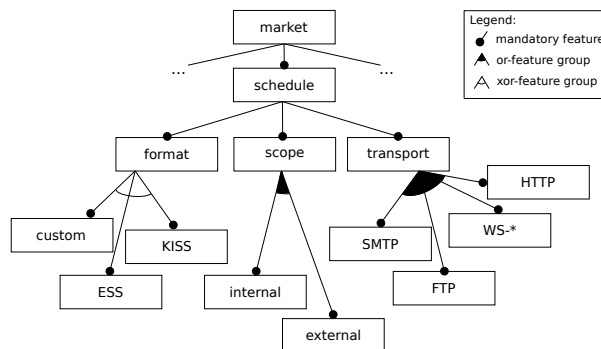 Legend:
mandatory feature
or-feature group
xor-feature group
market
...
...
schedule
format
scope
transport
HTTP
custom
KISS
SMTP
WS-*
ESS
internal
FTP
external